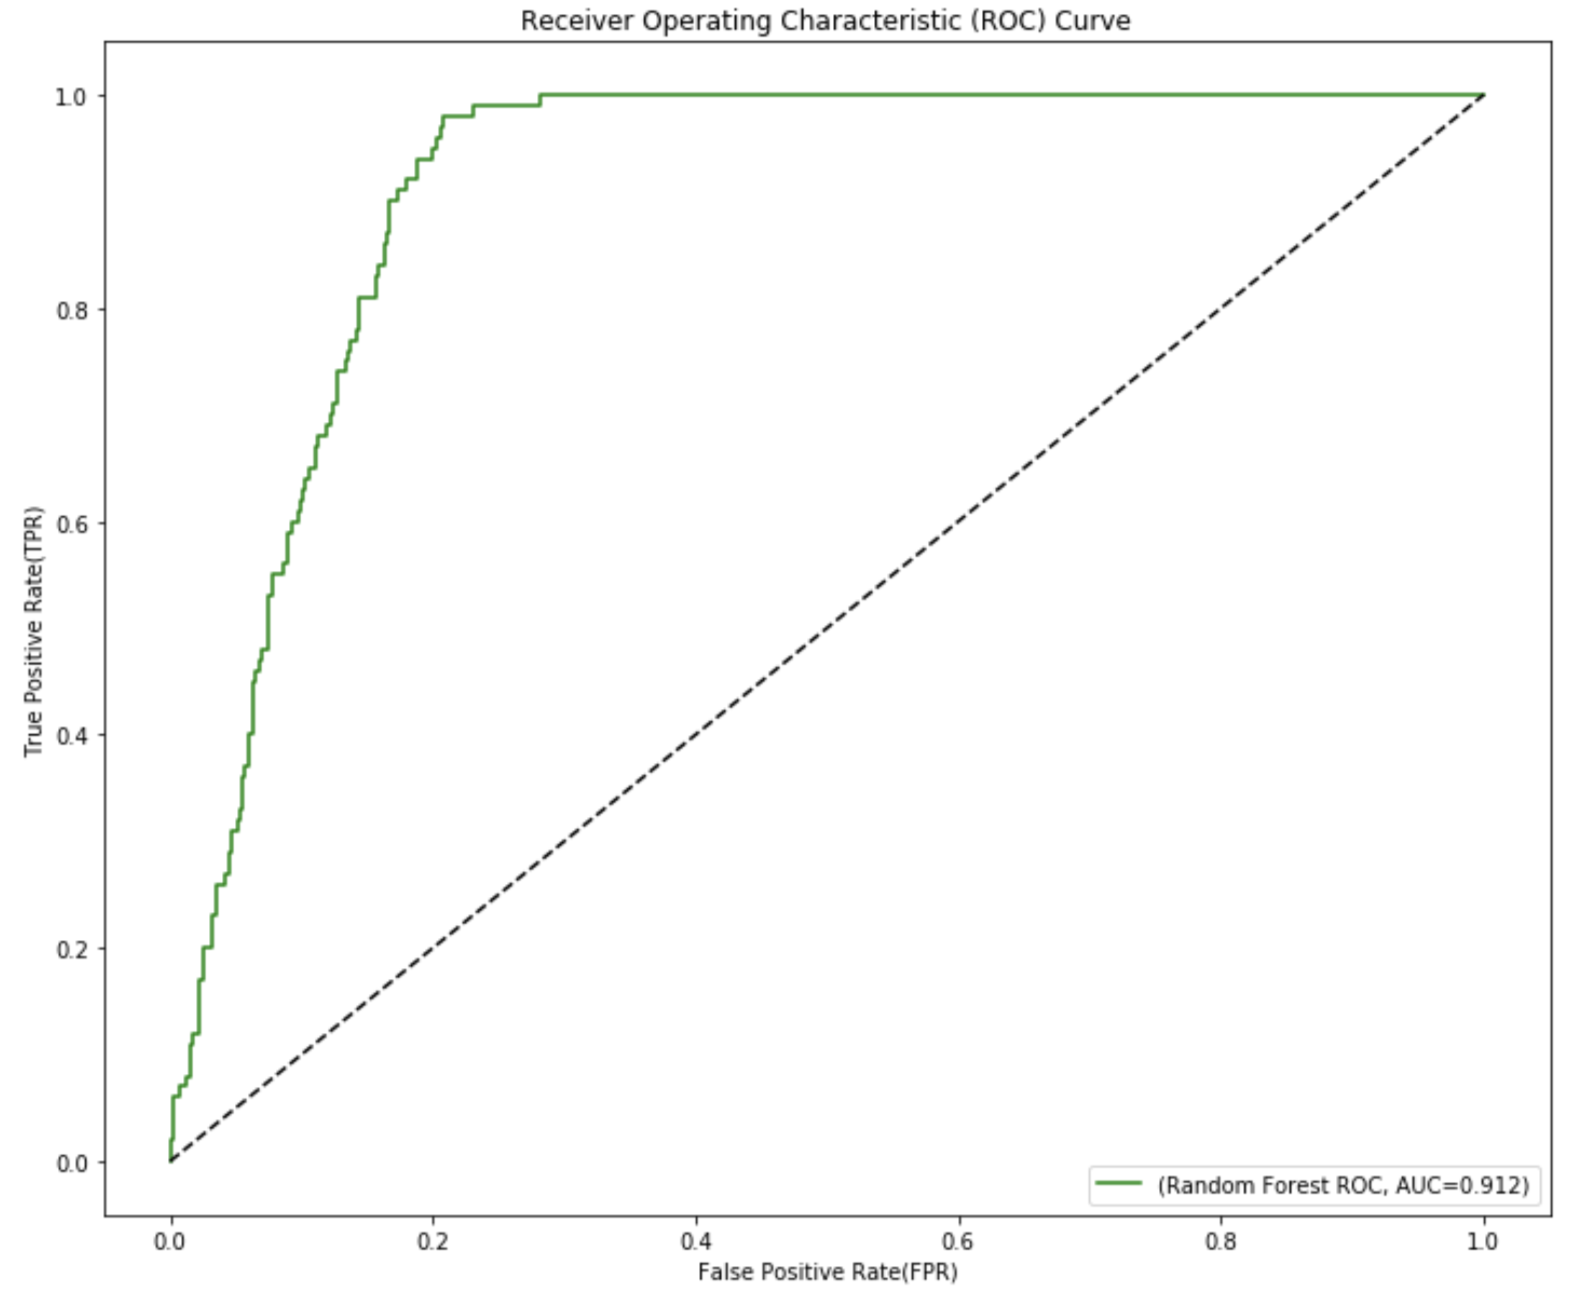 Receiver Operating Characteristic (ROC) Curve
1.0
0.8
0.6
0.4
0.2
0.0
True Positive Rate(TPR)
(Random Forest ROC, AUC=0.912)
0.0 0.2 0.4 0.6 0.8 1.0
False Positive Rate(FPR)